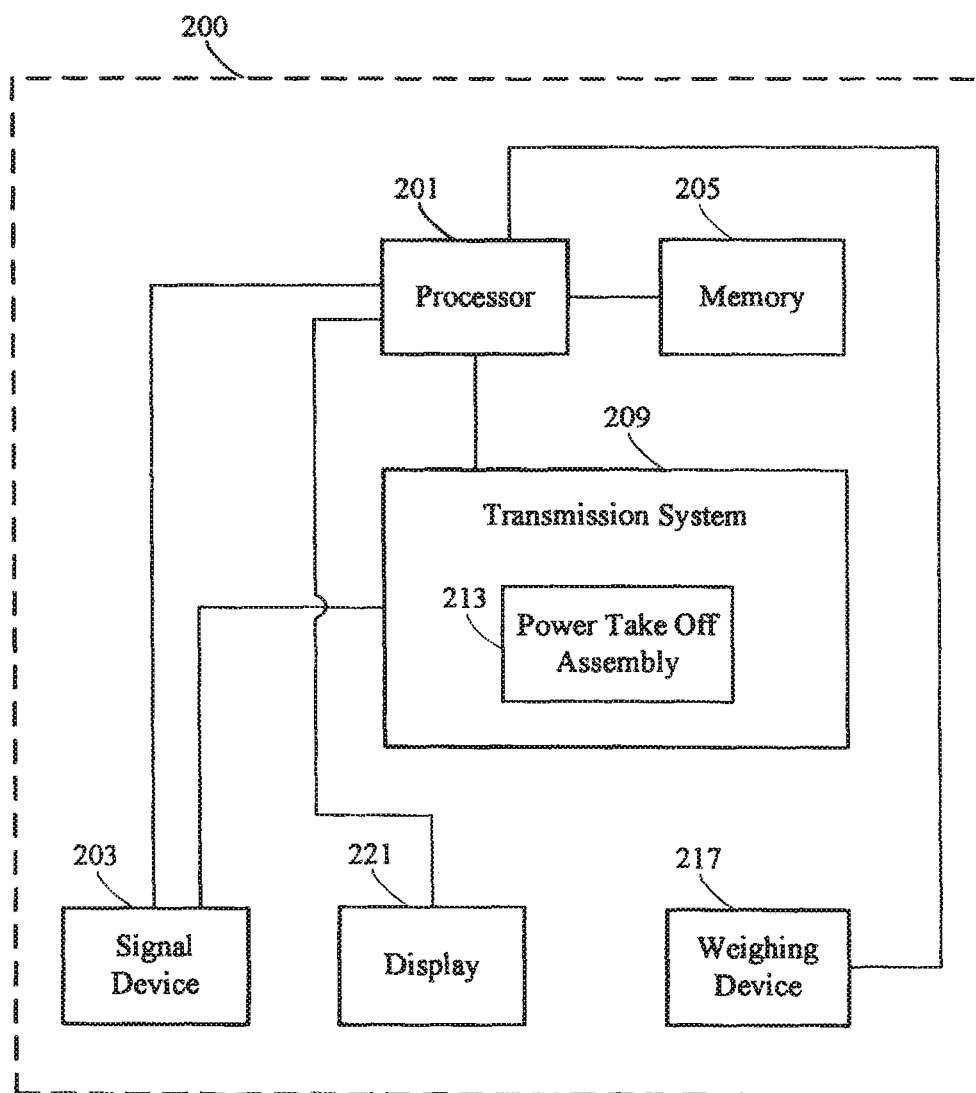 200
201
205
Processor
Memory
209
Transmission System
213
Power Take Off
Assembly
203
221
217
Signal
Device
Display
Weighing
Device